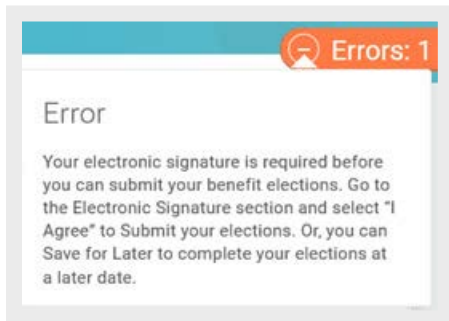 Errors: 1
Error
Your electronic signature is required before
you can submit your benefit elections. Go to
the Electronic Signature section and select "I
Agree" to Submit your elections. Or, you can
Save for Later to complete your elections at
a later date.